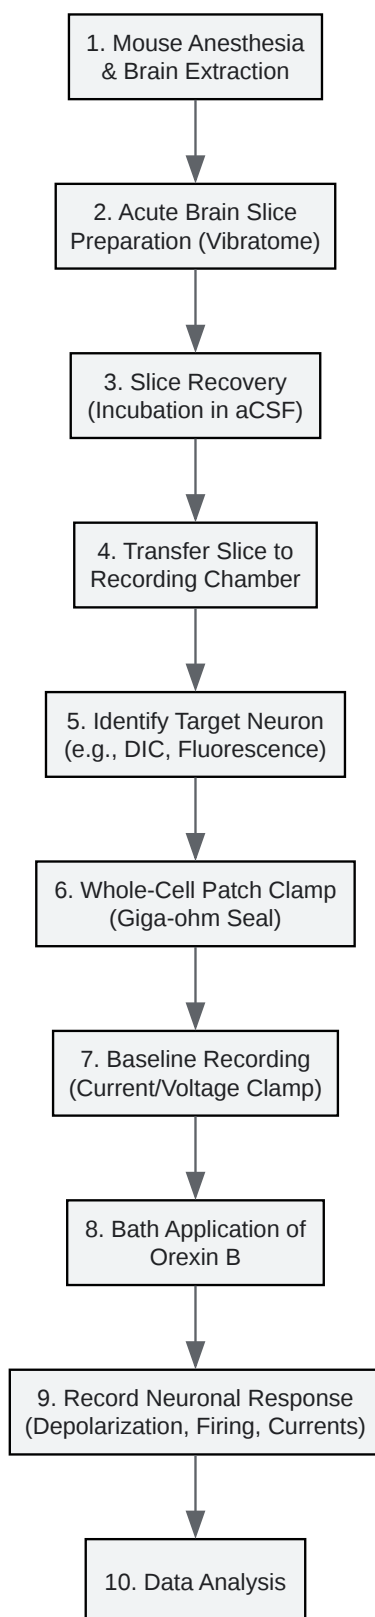 1. Mouse Anesthesia
& Brain Extraction
2. Acute Brain Slice
Preparation (Vibratome)
3. Slice Recovery
(Incubation in aCSF)
4. Transfer Slice to
Recording Chamber
5. Identify Target Neuron
(e.g., DIC, Fluorescence)
6. Whole-Cell Patch Clamp
(Giga-ohm Seal)
7. Baseline Recording
(Current/Voltage Clamp)
8. Bath Application of
Orexin B
9. Record Neuronal Response
(Depolarization, Firing, Currents)
10. Data Analysis